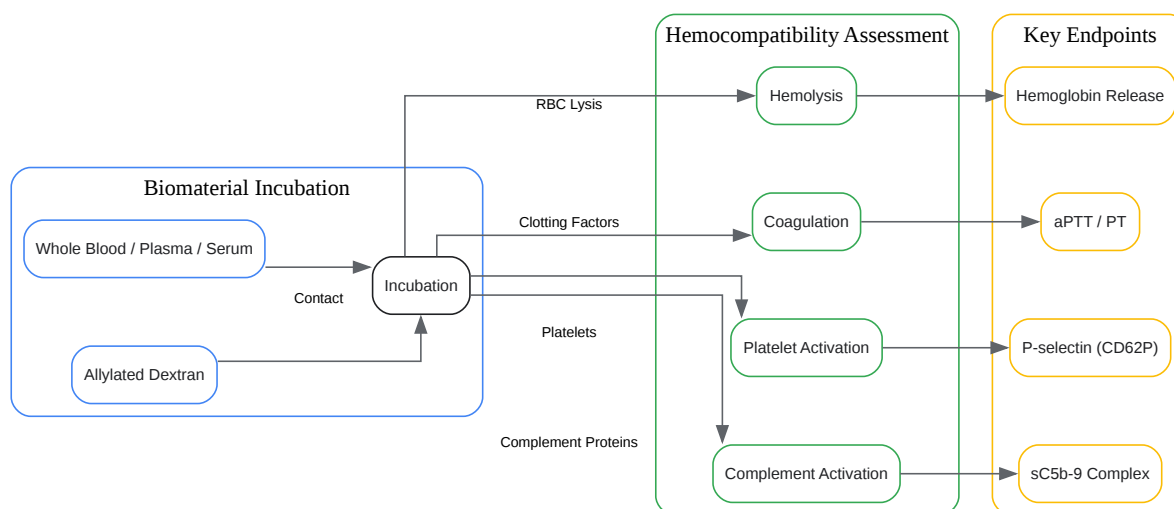 Hemocompatibility Assessment
Key Endpoints
RBC Lysis
Hemolysis
Hemoglobin Release
Biomaterial Incubation
Whole Blood / Plasma / Serum
Clotting Factors
Coagulation
aPTT / PT
Contact
Incubation
Allylated Dextran
Platelets
Platelet Activation
P-selectin (CD62P)
Complement Proteins
Complement Activation
sC5b-9 Complex